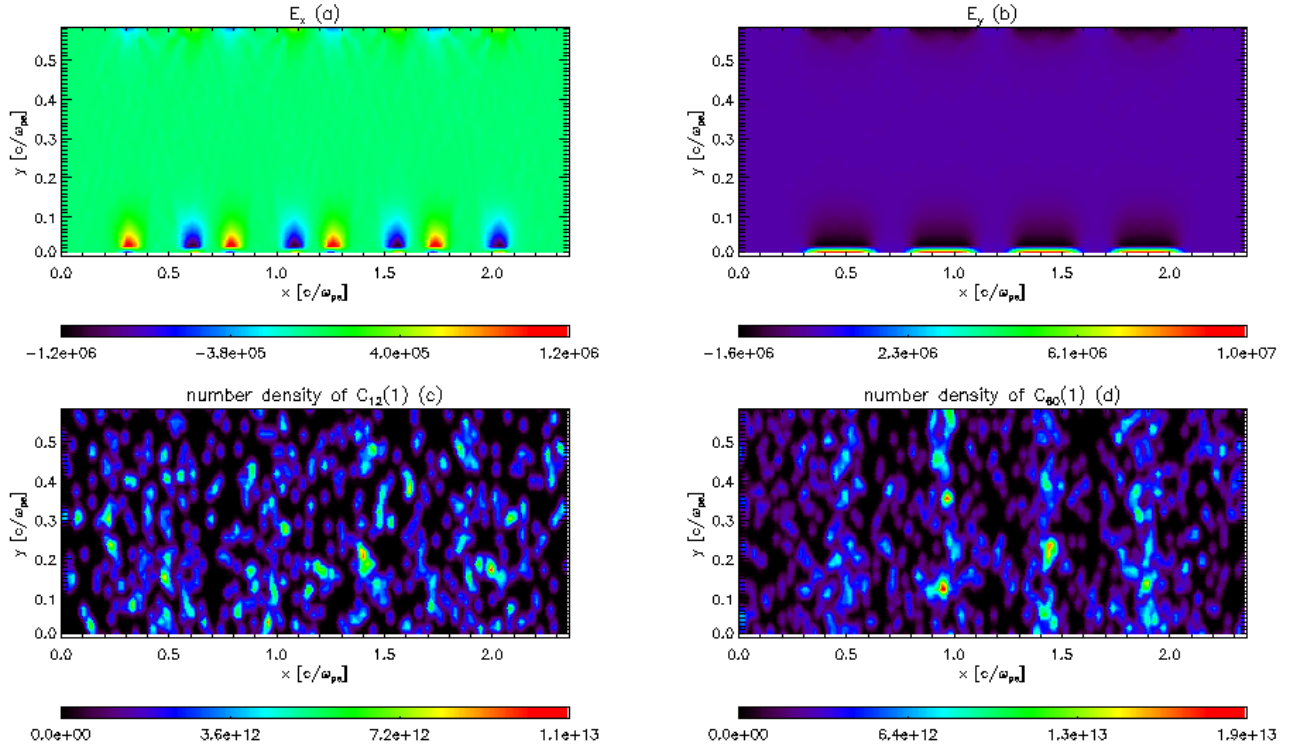 E_x (a)
y [c/ω_pe]
0.5
0.4
0.3
0.2
0.1
0.0
0.0 0.5 1.0 1.5 2.0
x [c/ω_pe]
-1.2e+06 -3.8e+05 4.0e+05 1.2e+06
E_y (b)
y [c/ω_pe]
0.5
0.4
0.3
0.2
0.1
0.0
0.0 0.5 1.0 1.5 2.0
x [c/ω_pe]
-1.6e+06 2.3e+06 6.1e+06 1.0e+07
number density of C_12(1) (c)
y [c/ω_pe]
0.5
0.4
0.3
0.2
0.1
0.0
0.0 0.5 1.0 1.5 2.0
x [c/ω_pe]
0.0e+00 3.6e+12 7.2e+12 1.1e+13
number density of C_60(1) (d)
y [c/ω_pe]
0.5
0.4
0.3
0.2
0.1
0.0
0.0 0.5 1.0 1.5 2.0
x [c/ω_pe]
0.0e+00 6.4e+12 1.3e+13 1.9e+13